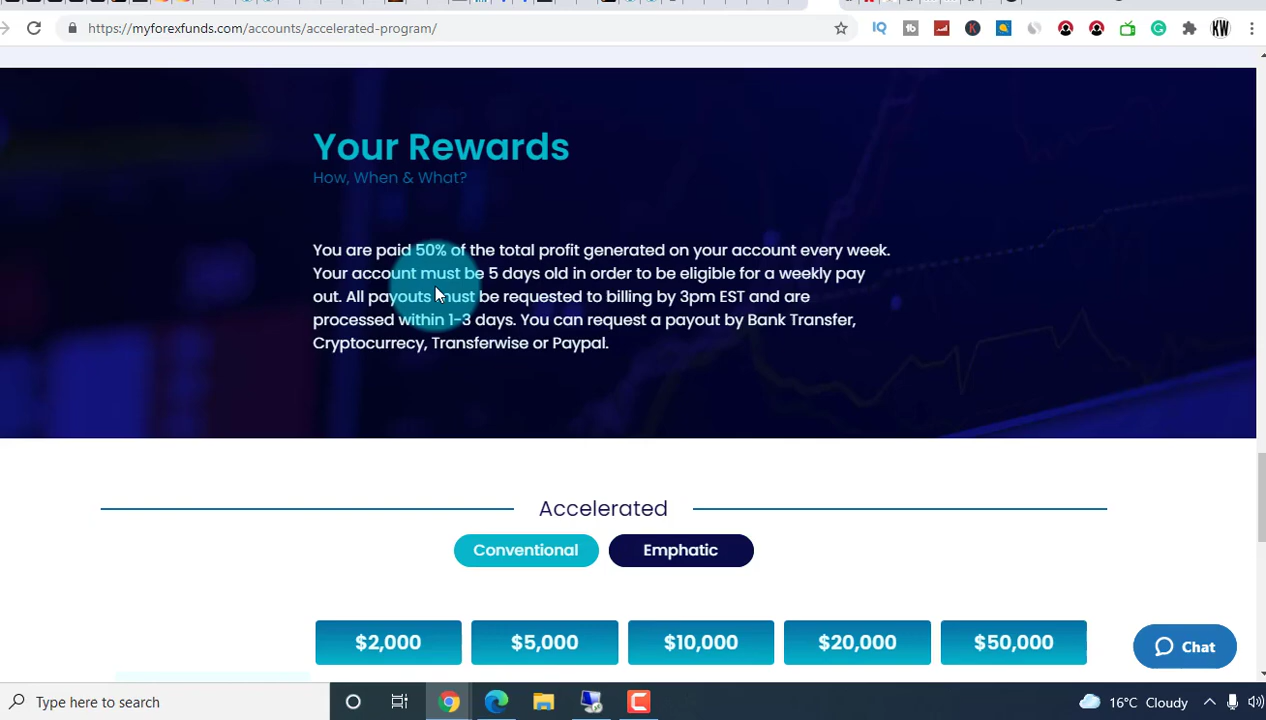 https://myforexfunds.com/accounts/accelerated-program/
Your Rewards
How, When & What?
You are paid 50% of the total profit generated on your account every week.
Your account must be 5 days old in order to be eligible for a weekly pay
out. All payouts must be requested to billing by 3pm EST and are
processed within 1-3 days. You can request a payout by Bank Transfer,
Cryptocurrency, Transferwise or Paypal.
Accelerated
Conventional
Emphatic
$2,000
$5,000
$10,000
$20,000
$50,000
Chat
Type here to search
16°C Cloudy
IQ
KW